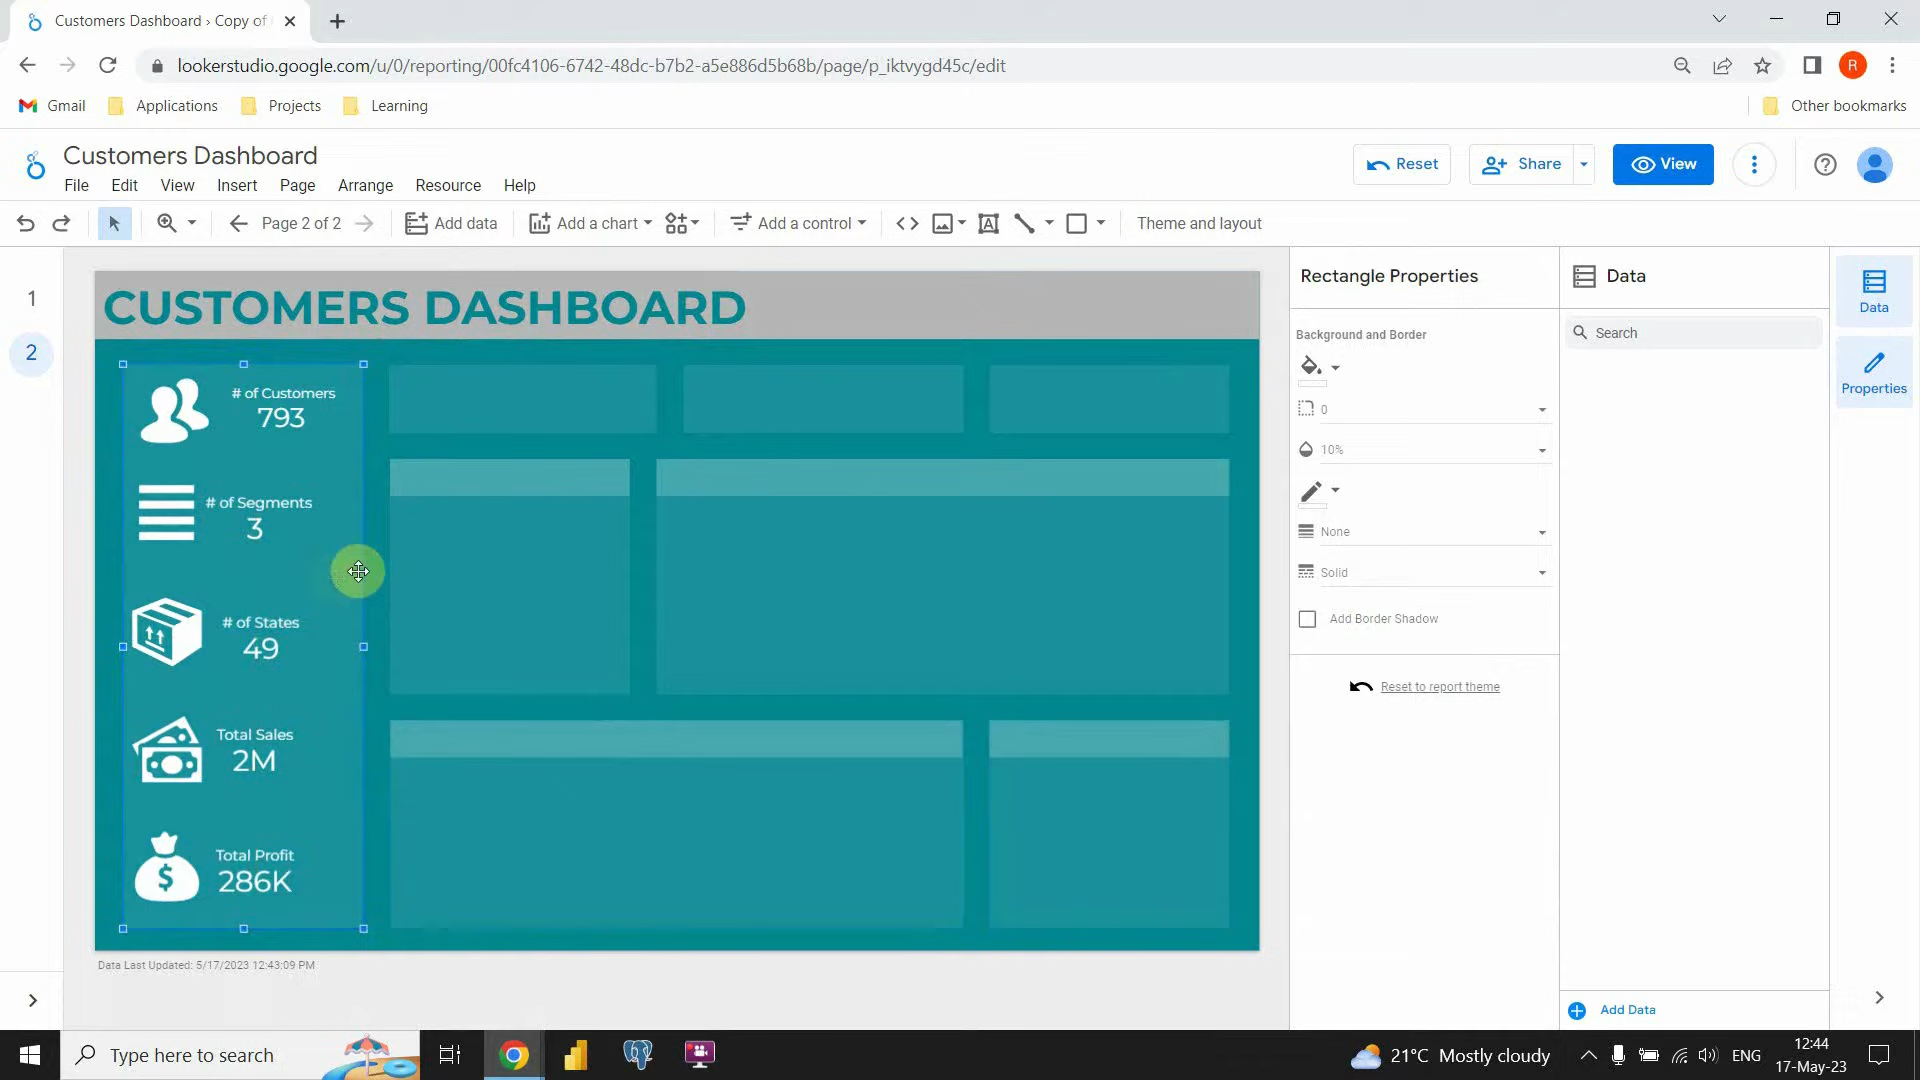 Customers Dashboard › Copy of
lookerstudio.google.com/u/0/reporting/00fc4106-6742-48dc-b7b2-a5e886d5b68b/page/p_iktvygd45c/edit
R
Gmail Applications Projects Learning Other bookmarks
Customers Dashboard
Reset Share View
File Edit View Insert Range Page Arrange Resource Help
Page 2 of 2 Add data Add a chart Add a control Theme and layout
1
2
CUSTOMERS DASHBOARD
# of Customers
793
# of Segments
3
# of States
49
Total Sales
2M
$
Total Profit
286K
Data Last Updated: 5/17/2023 12:43:09 PM
Rectangle Properties
Background and Border
0
10%
None
Solid
Add Border Shadow
Reset to report theme
Data
Search
Add Data
Data
Properties
Type here to search
21°C Mostly cloudy
ENG
12:44
17-May-23